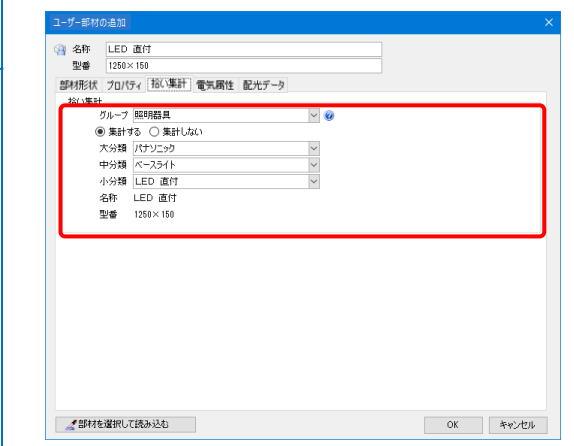 ユーザー部材の追加
名称 LED 直付
型番 1250×150
部材形状 プロパティ 拾い集計 電気属性 配光データ
拾い集計
グループ 照明器具
集計する 集計しない
大分類 パナソニック
中分類 ベースライト
小分類 LED 直付
名称 LED 直付
型番 1250×150
部材を選択して読み込む OK キャンセル